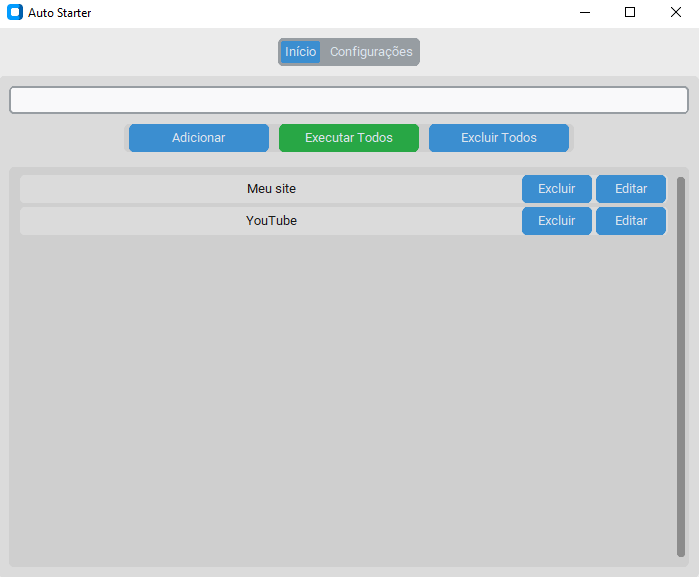 Auto Starter
Início Configurações
Adicionar Executar Todos Excluir Todos
Meu site Excluir Editar
YouTube Excluir Editar